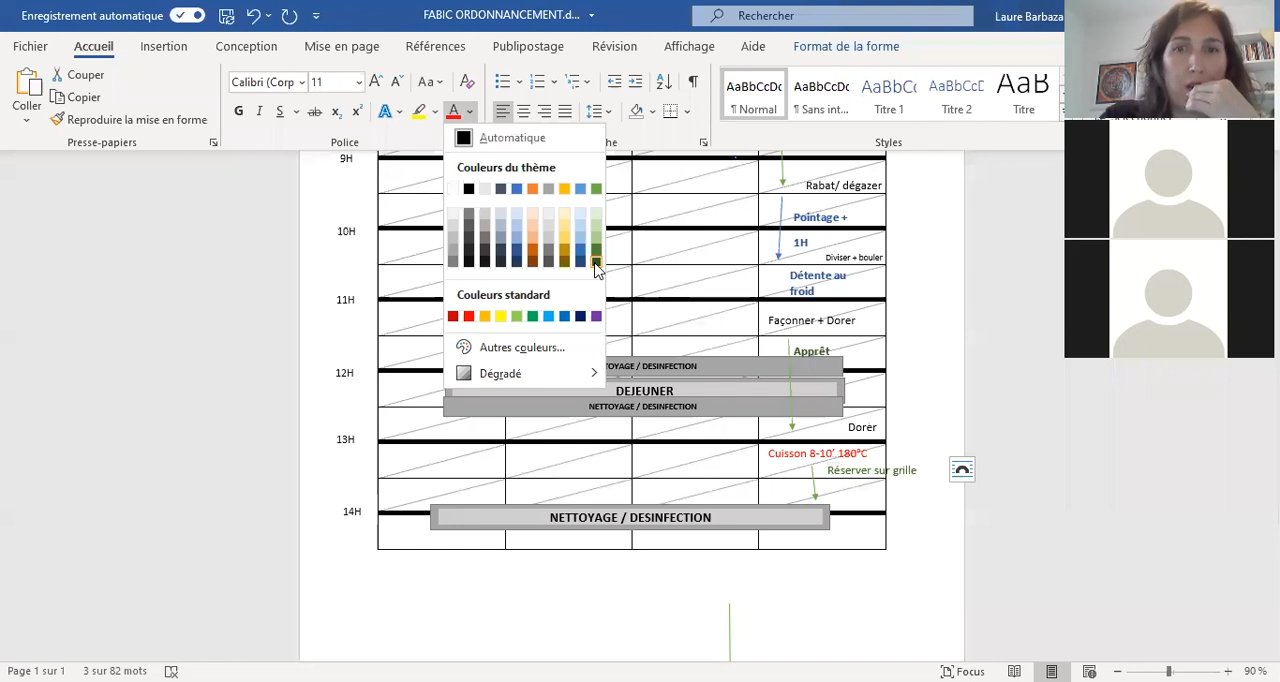 Enregistrement automatique
FABIC ORDONNANCEMENT.d...
Rechercher
Laure Barbaza
Fichier Accueil Insertion Conception Mise en page Références Publipostage Révision Affichage Aide Format de la forme
Coller
Couper
Copier
Reproduire la mise en forme
Presse-papiers
Calibri (Corp 11
Police
AaBbCcDc AaBbCcDc AaBbCc AaBbCcD AaB
¶ Normal ¶ Sans int... Titre 1 Titre 2 Titre
Styles
Automatique
Couleurs du thème
Couleurs standard
Autres couleurs...
Dégradé
9H
Rabat/ dégazer
10H
Pointage +
1H
Diviser + bouler
Détente au
froid
11H
Façonner + Dorer
Apprêt
TOYAGE / DESINFECTION
12H
DEJEUNER
NETTOYAGE / DESINFECTION
Dorer
13H
Cuisson 8-10’ 180°C
Réserver sur grille
14H
NETTOYAGE / DESINFECTION
Page 1 sur 1 3 sur 82 mots
Focus
90 %